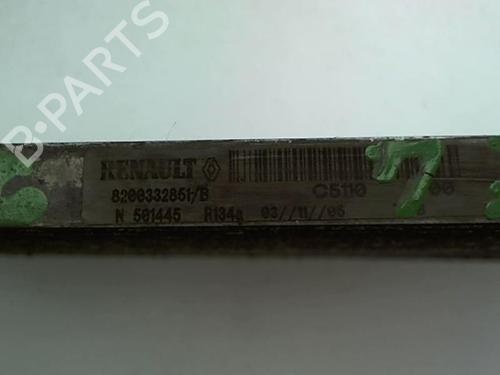 B-PARTS
RENAULT
8200332851/B C5110
N 501445 R134a 03//11//05